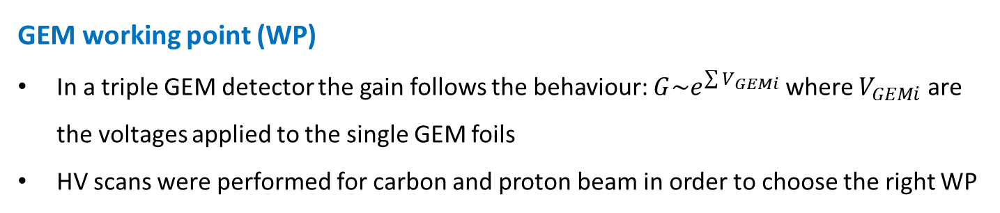 GEM working point (WP)
• In a triple GEM detector the gain follows the behaviour: G~e^{∑ V_{GEMi}} where V_{GEMi} are
the voltages applied to the single GEM foils
• HV scans were performed for carbon and proton beam in order to choose the right WP